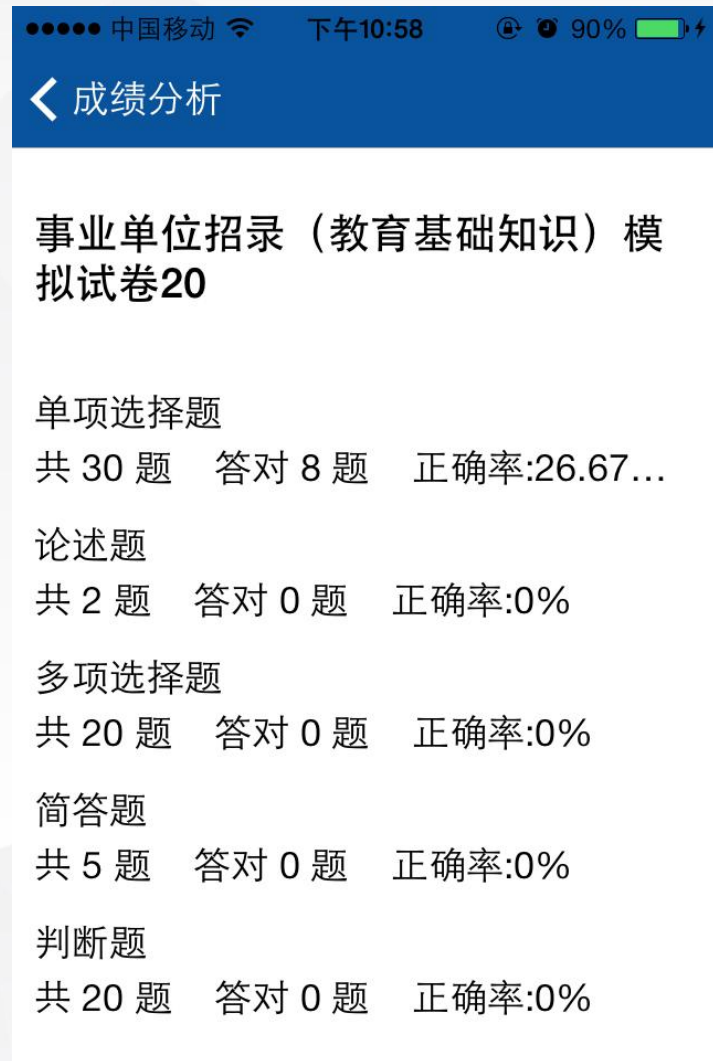 中国移动 下午10:58 90%
成绩分析
事业单位招录（教育基础知识）模
拟试卷20
单项选择题
共 30 题 答对 8 题 正确率:26.67...
论述题
共 2 题 答对 0 题 正确率:0%
多项选择题
共 20 题 答对 0 题 正确率:0%
简答题
共 5 题 答对 0 题 正确率:0%
判断题
共 20 题 答对 0 题 正确率:0%